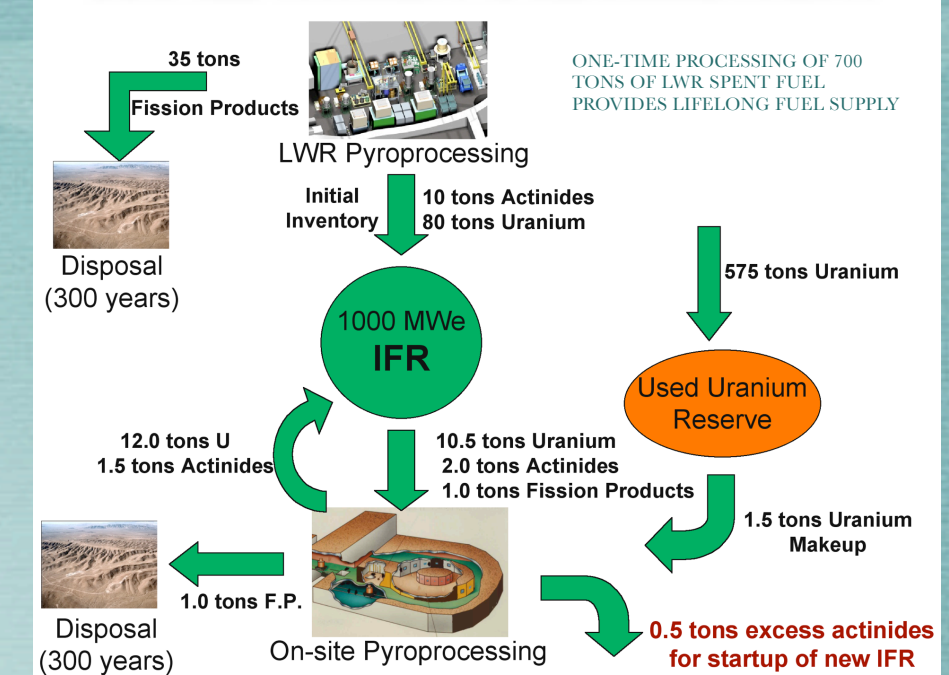 35 tons
Fission Products
ONE-TIME PROCESSING OF 700
TONS OF LWR SPENT FUEL
PROVIDES LIFELONG FUEL SUPPLY
LWR Pyroprocessing
Initial
Inventory
10 tons Actinides
80 tons Uranium
Disposal
(300 years)
575 tons Uranium
1000 MWe
IFR
Used Uranium
Reserve
12.0 tons U
1.5 tons Actinides
10.5 tons Uranium
2.0 tons Actinides
1.0 tons Fission Products
1.5 tons Uranium
Makeup
1.0 tons F.P.
Disposal
(300 years)
On-site Pyroprocessing
0.5 tons excess actinides
for startup of new IFR